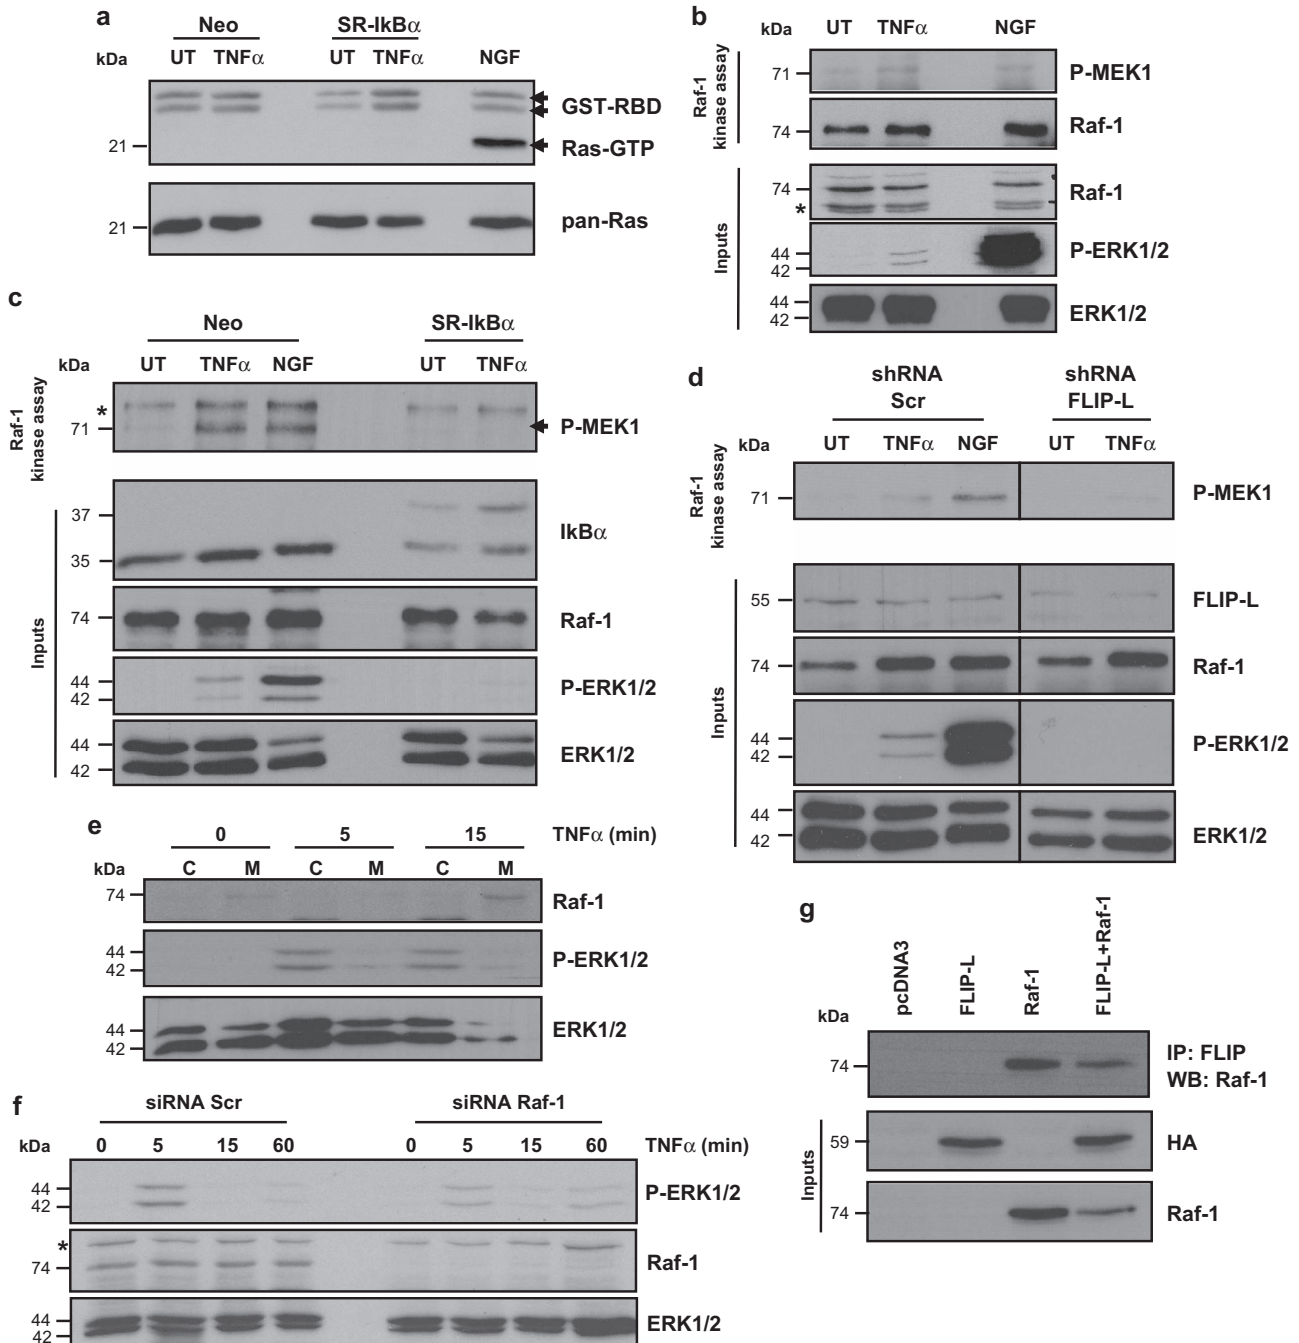 a
Neo SR-IkBα
kDa UT TNFα UT TNFα NGF
GST-RBD
21 Ras-GTP
21 pan-Ras
b
kDa UT TNFα NGF
Raf-1
kinase assay
71 P-MEK1
74 Raf-1
Inputs
74 Raf-1
*
44 P-ERK1/2
42
44 ERK1/2
42
c
Neo SR-IkBα
kDa UT TNFα NGF UT TNFα
Raf-1
kinase assay
*
71 P-MEK1
Inputs
37 IkBα
35
74 Raf-1
44 P-ERK1/2
42
44 ERK1/2
42
d
shRNA shRNA
Scr FLIP-L
kDa UT TNFα NGF UT TNFα
Raf-1
kinase assay
71 P-MEK1
Inputs
55 FLIP-L
74 Raf-1
44 P-ERK1/2
42
44 ERK1/2
42
e
0 5 15 TNFα (min)
kDa C M C M C M
74 Raf-1
44 P-ERK1/2
42
44 ERK1/2
42
f
siRNA Scr siRNA Raf-1
kDa 0 5 15 60 0 5 15 60 TNFα (min)
44 P-ERK1/2
42
*
74 Raf-1
44 ERK1/2
42
g
kDa pcDNA3 FLIP-L Raf-1 FLIP-L+Raf-1
74 IP: FLIP
WB: Raf-1
Inputs
59 HA
74 Raf-1